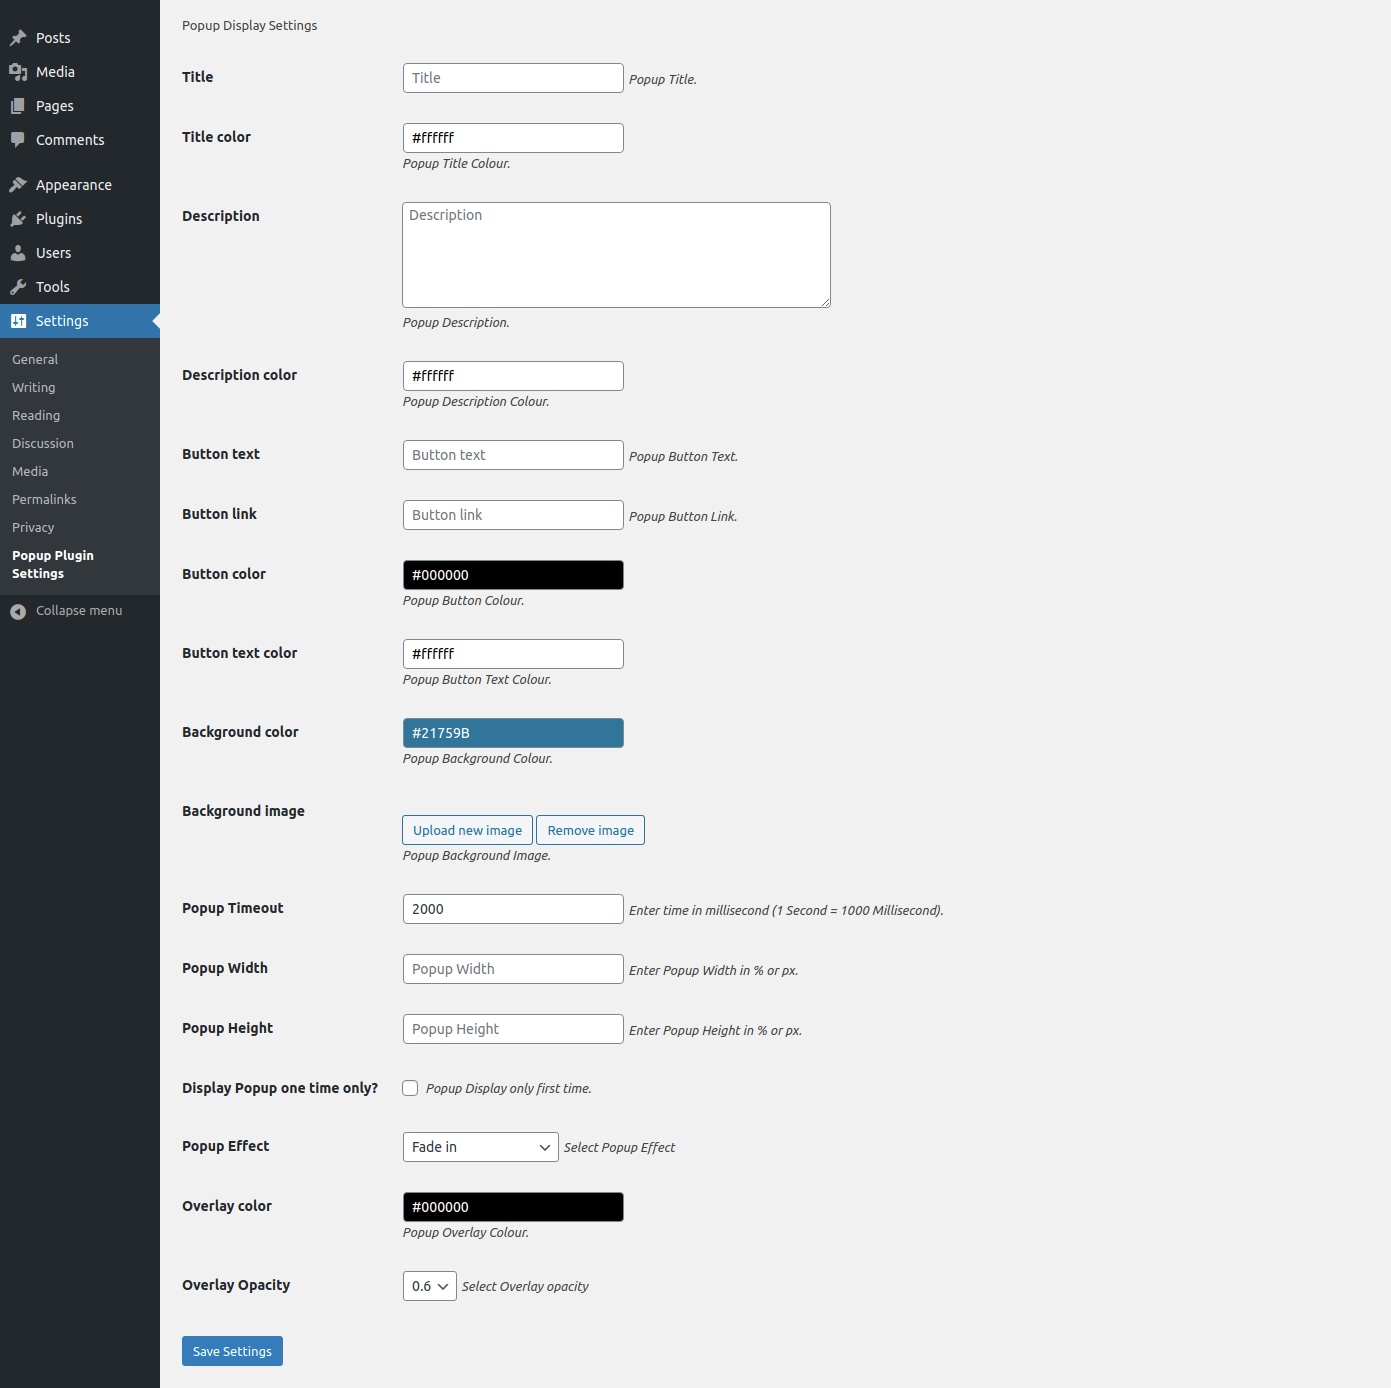 Posts
Media
Pages
Comments
Appearance
Plugins
Users
Tools
Settings
General
Writing
Reading
Discussion
Media
Permalinks
Privacy
Popup Plugin
Settings
Collapse menu
Popup Display Settings
Title
Title
Popup Title.
Title color
#ffffff
Popup Title Colour.
Description
Description
Popup Description.
Description color
#ffffff
Popup Description Colour.
Button text
Button text
Popup Button Text.
Button link
Button link
Popup Button Link.
Button color
#000000
Popup Button Colour.
Button text color
#ffffff
Popup Button Text Colour.
Background color
#21759B
Popup Background Colour.
Background image
Upload new image
Remove image
Popup Background Image.
Popup Timeout
2000
Enter time in millisecond (1 Second = 1000 Millisecond).
Popup Width
Popup Width
Enter Popup Width in % or px.
Popup Height
Popup Height
Enter Popup Height in % or px.
Display Popup one time only?
Popup Display only first time.
Popup Effect
Fade in
Select Popup Effect
Overlay color
#000000
Popup Overlay Colour.
Overlay Opacity
0.6
Select Overlay opacity
Save Settings